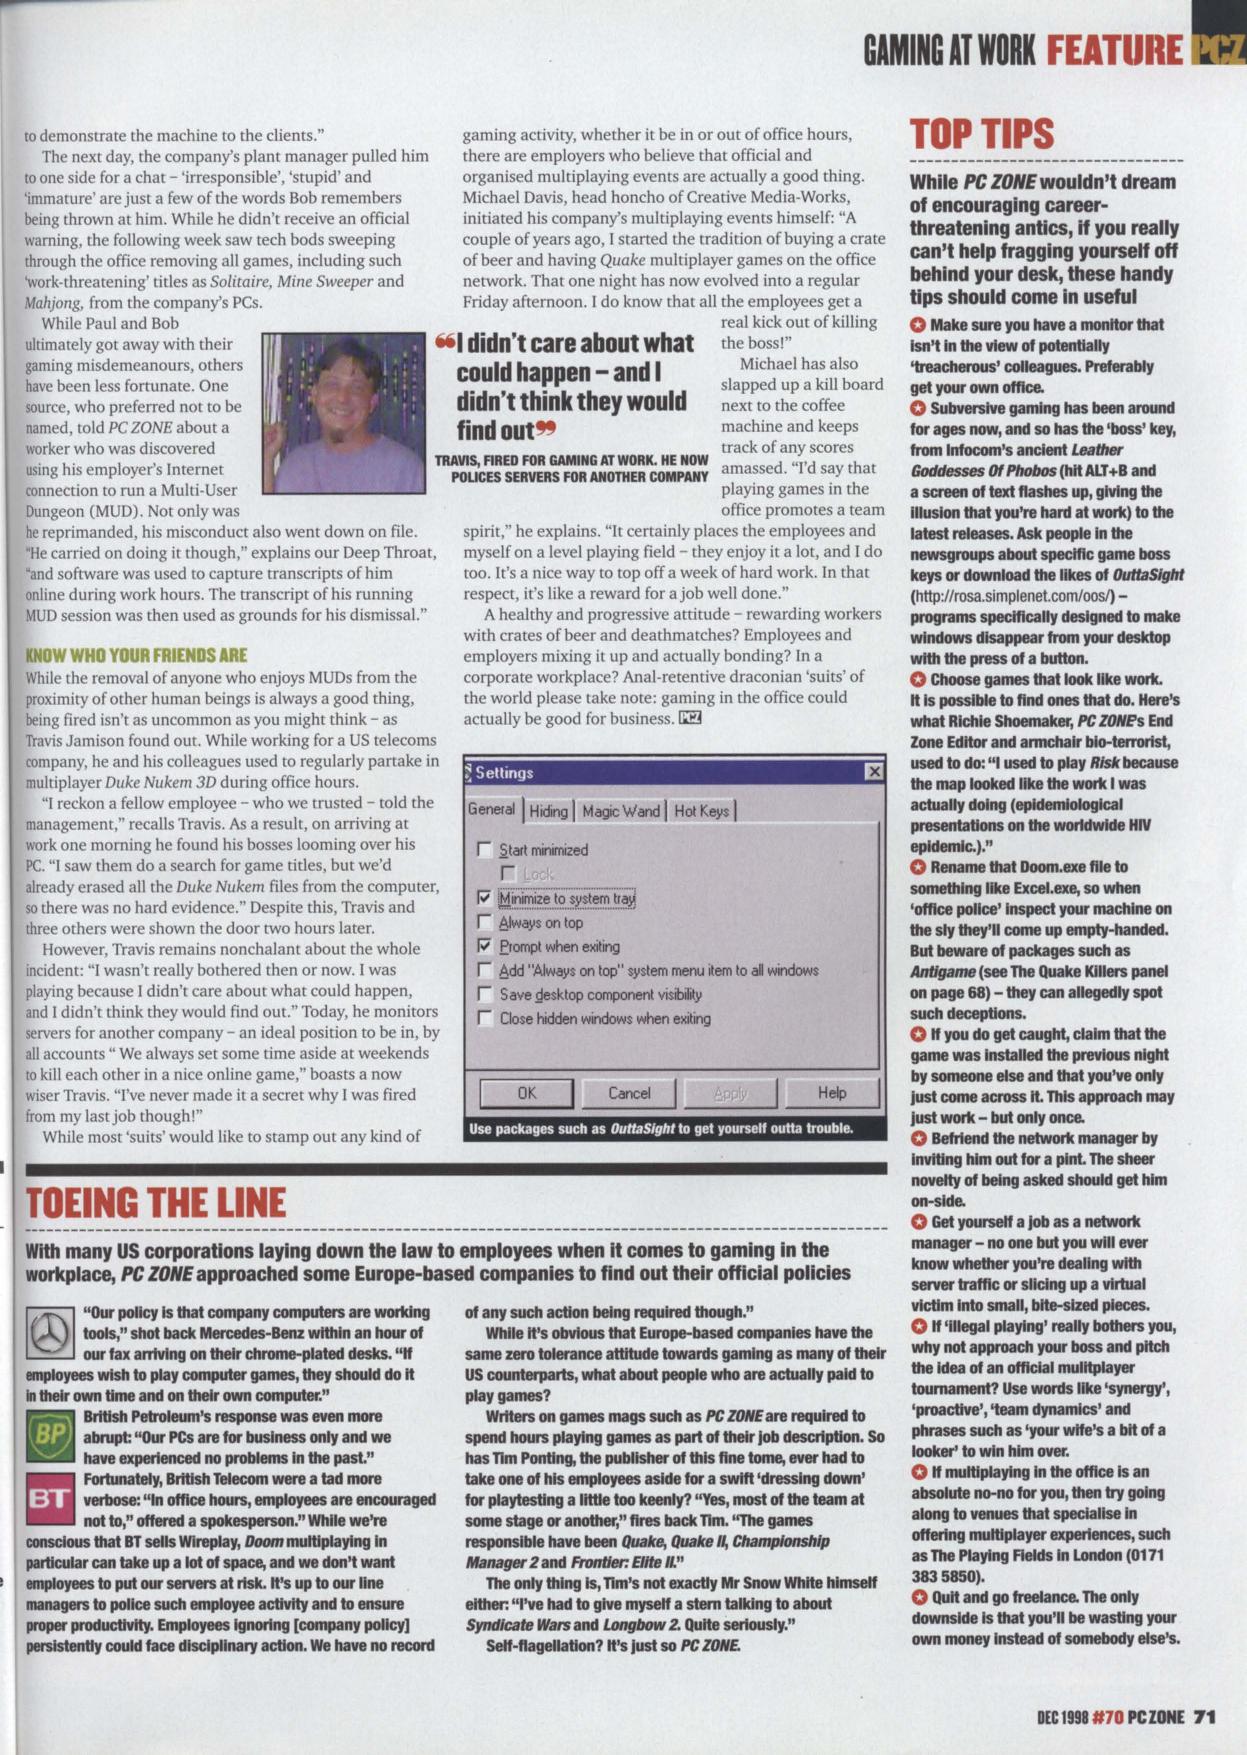 GAMING AT WORK FEATURE PCZ
to demonstrate the machine to the clients.”
The next day, the company’s plant manager pulled him
to one side for a chat – ‘irresponsible’, ‘stupid’ and
‘immature’ are just a few of the words Bob remembers
being thrown at him. While he didn’t receive an official
warning, the following week saw tech bods sweeping
through the office removing all games, including such
‘work-threatening’ titles as Solitaire, Mine Sweeper and
Mahjong, from the company’s PCs.
While Paul and Bob
ultimately got away with their
gaming misdemeanours, others
have been less fortunate. One
source, who preferred not to be
named, told PC ZONE about a
worker who was discovered
using his employer’s Internet
connection to run a Multi-User
Dungeon (MUD). Not only was
he reprimanded, his misconduct also went down on file.
“He carried on doing it though,” explains our Deep Throat,
“and software was used to capture transcripts of him
online during work hours. The transcript of his running
MUD session was then used as grounds for his dismissal.”
KNOW WHO YOUR FRIENDS ARE
While the removal of anyone who enjoys MUDs from the
proximity of other human beings is always a good thing,
being fired isn’t as uncommon as you might think – as
Travis Jamison found out. While working for a US telecoms
company, he and his colleagues used to regularly partake in
multiplayer Duke Nukem 3D during office hours.
“I reckon a fellow employee – who we trusted – told the
management,” recalls Travis. As a result, on arriving at
work one morning he found his bosses looming over his
PC. “I saw them do a search for game titles, but we’d
already erased all the Duke Nukem files from the computer,
so there was no hard evidence.” Despite this, Travis and
three others were shown the door two hours later.
However, Travis remains nonchalant about the whole
incident: “I wasn’t really bothered then or now. I was
playing because I didn’t care about what could happen,
and I didn’t think they would find out.” Today, he monitors
servers for another company – an ideal position to be in, by
all accounts “ We always set some time aside at weekends
to kill each other in a nice online game,” boasts a now
wiser Travis. “I’ve never made it a secret why I was fired
from my last job though!”
While most ‘suits’ would like to stamp out any kind of
gaming activity, whether it be in or out of office hours,
there are employers who believe that official and
organised multiplaying events are actually a good thing.
Michael Davis, head honcho of Creative Media-Works,
initiated his company’s multiplaying events himself: “A
couple of years ago, I started the tradition of buying a crate
of beer and having Quake multiplayer games on the office
network. That one night has now evolved into a regular
Friday afternoon. I do know that all the employees get a
real kick out of killing
the boss!”
Michael has also
slapped up a kill board
next to the coffee
machine and keeps
track of any scores
amassed. “I’d say that
playing games in the
office promotes a team
spirit,” he explains. “It certainly places the employees and
myself on a level playing field – they enjoy it a lot, and I do
too. It’s a nice way to top off a week of hard work. In that
respect, it’s like a reward for a job well done.”
A healthy and progressive attitude – rewarding workers
with crates of beer and deathmatches? Employees and
employers mixing it up and actually bonding? In a
corporate workplace? Anal-retentive draconian ‘suits’ of
the world please take note: gaming in the office could
actually be good for business. PCZ
“I didn’t care about what
could happen – and I
didn’t think they would
find out”
TRAVIS, FIRED FOR GAMING AT WORK. HE NOW
POLICES SERVERS FOR ANOTHER COMPANY
Settings
General Hiding Magic Wand Hot Keys
Start minimized
Lock
Minimize to system tray
Always on top
Prompt when exiting
Add "Always on top" system menu item to all windows
Save desktop component visibility
Close hidden windows when exiting
OK Cancel Apply Help
Use packages such as OuttaSight to get yourself outta trouble.
TOEING THE LINE
With many US corporations laying down the law to employees when it comes to gaming in the
workplace, PC ZONE approached some Europe-based companies to find out their official policies
“Our policy is that company computers are working
tools,” shot back Mercedes-Benz within an hour of
our fax arriving on their chrome-plated desks. “If
employees wish to play computer games, they should do it
in their own time and on their own computer.”
BP
British Petroleum’s response was even more
abrupt: “Our PCs are for business only and we
have experienced no problems in the past.”
BT
Fortunately, British Telecom were a tad more
verbose: “In office hours, employees are encouraged
not to,” offered a spokesperson.” While we’re
conscious that BT sells Wireplay, Doom multiplaying in
particular can take up a lot of space, and we don’t want
employees to put our servers at risk. It’s up to our line
managers to police such employee activity and to ensure
proper productivity. Employees ignoring [company policy]
persistently could face disciplinary action. We have no record
of any such action being required though.”
While it’s obvious that Europe-based companies have the
same zero tolerance attitude towards gaming as many of their
US counterparts, what about people who are actually paid to
play games?
Writers on games mags such as PC ZONE are required to
spend hours playing games as part of their job description. So
has Tim Ponting, the publisher of this fine tome, ever had to
take one of his employees aside for a swift ‘dressing down’
for playtesting a little too keenly? “Yes, most of the team at
some stage or another,” fires back Tim. “The games
responsible have been Quake, Quake II, Championship
Manager 2 and Frontier: Elite II.”
The only thing is, Tim’s not exactly Mr Snow White himself
either: “I’ve had to give myself a stern talking to about
Syndicate Wars and Longbow 2. Quite seriously.”
Self-flagellation? It’s just so PC ZONE.
TOP TIPS
While PC ZONE wouldn’t dream
of encouraging career-
threatening antics, if you really
can’t help fragging yourself off
behind your desk, these handy
tips should come in useful
Make sure you have a monitor that
isn’t in the view of potentially
‘treacherous’ colleagues. Preferably
get your own office.
Subversive gaming has been around
for ages now, and so has the ‘boss’ key,
from Infocom’s ancient Leather
Goddesses Of Phobos (hit ALT+B and
a screen of text flashes up, giving the
illusion that you’re hard at work) to the
latest releases. Ask people in the
newsgroups about specific game boss
keys or download the likes of OuttaSight
(http://rosa.simplenet.com/oos/) –
programs specifically designed to make
windows disappear from your desktop
with the press of a button.
Choose games that look like work.
It is possible to find ones that do. Here’s
what Richie Shoemaker, PC ZONE’s End
Zone Editor and armchair bio-terrorist,
used to do: “I used to play Risk because
the map looked like the work I was
actually doing (epidemiological
presentations on the worldwide HIV
epidemic.).”
Rename that Doom.exe file to
something like Excel.exe, so when
‘office police’ inspect your machine on
the sly they’ll come up empty-handed.
But beware of packages such as
Antigame (see The Quake Killers panel
on page 68) – they can allegedly spot
such deceptions.
If you do get caught, claim that the
game was installed the previous night
by someone else and that you’ve only
just come across it. This approach may
just work – but only once.
Befriend the network manager by
inviting him out for a pint. The sheer
novelty of being asked should get him
on-side.
Get yourself a job as a network
manager – no one but you will ever
know whether you’re dealing with
server traffic or slicing up a virtual
victim into small, bite-sized pieces.
If ‘illegal playing’ really bothers you,
why not approach your boss and pitch
the idea of an official mulitplayer
tournament? Use words like ‘synergy’,
‘proactive’, ‘team dynamics’ and
phrases such as ‘your wife’s a bit of a
looker’ to win him over.
If multiplaying in the office is an
absolute no-no for you, then try going
along to venues that specialise in
offering multiplayer experiences, such
as The Playing Fields in London (0171
383 5850).
Quit and go freelance. The only
downside is that you’ll be wasting your
own money instead of somebody else’s.
DEC 1998 #70 PC ZONE 71